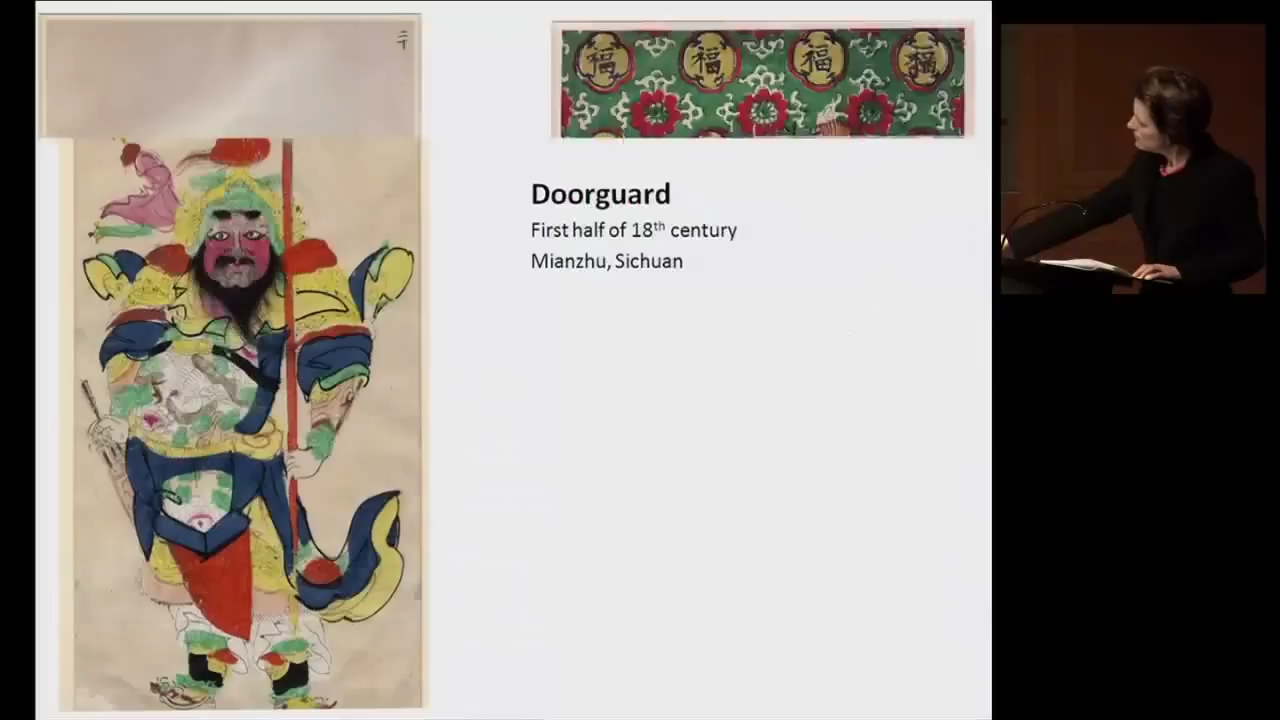 福 福 福 福
Doorguard
First half of 18th century
Mianzhu, Sichuan